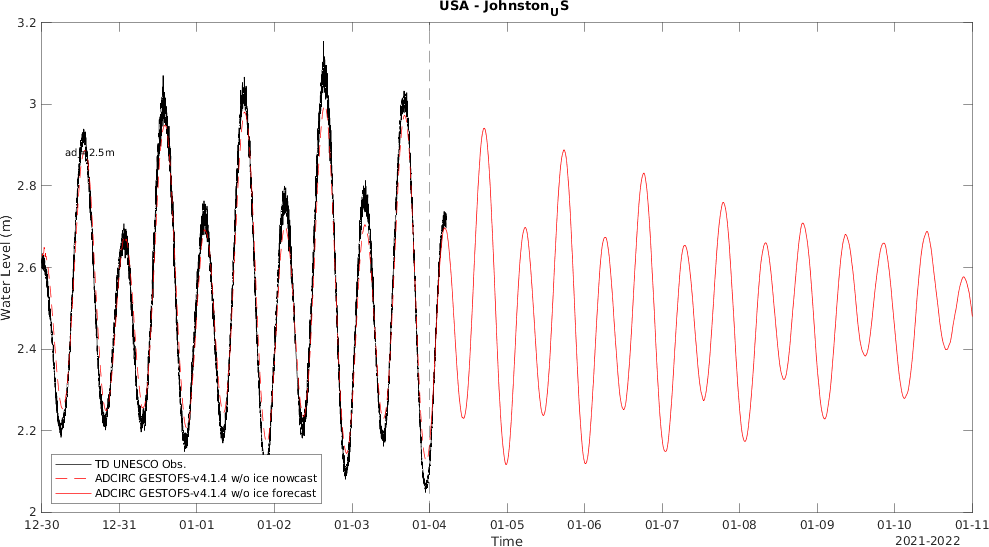 USA - Johnston_US
3.2
3
2.8
2.6
2.4
2.2
2
Water Level (m)
adj=2.5m
TD UNESCO Obs.
ADCIRC GESTOFS-v4.1.4 w/o ice nowcast
ADCIRC GESTOFS-v4.1.4 w/o ice forecast
12-30 12-31 01-01 01-02 01-03 01-04 01-05 01-06 01-07 01-08 01-09 01-10 01-11
Time
2021-2022